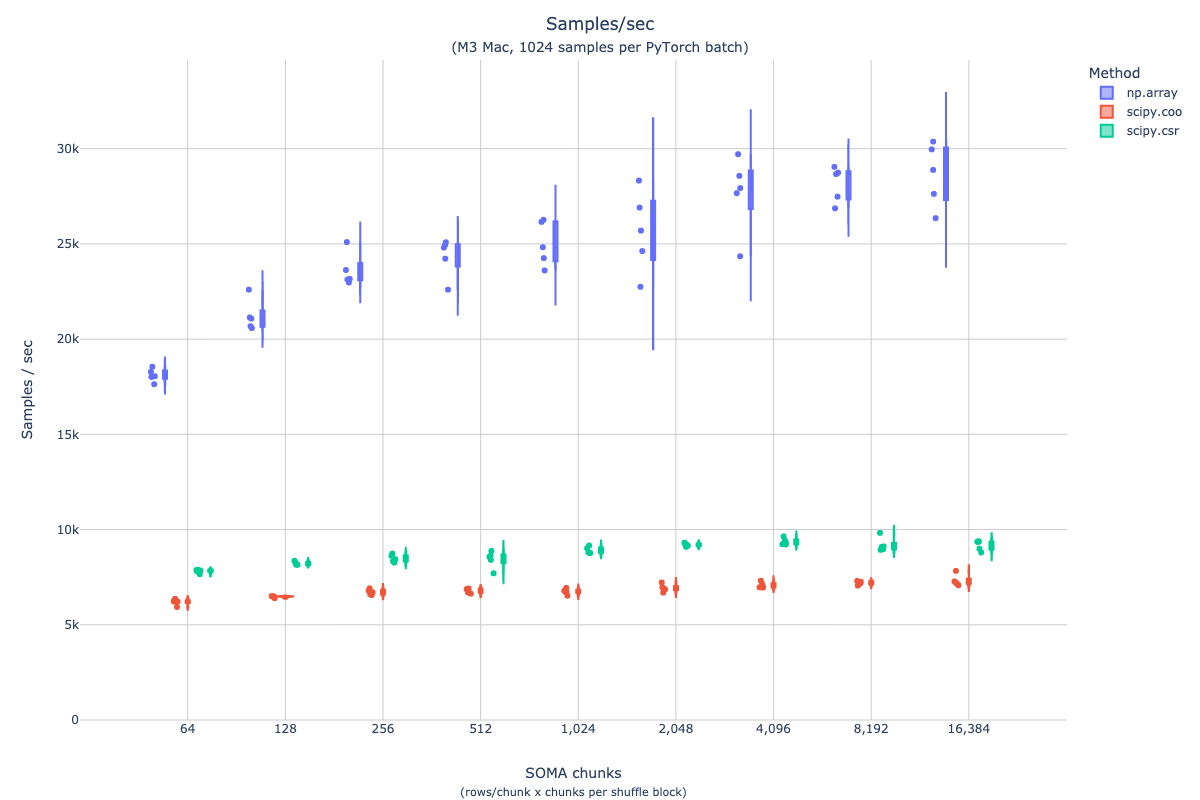 Samples/sec
(M3 Mac, 1024 samples per PyTorch batch)
Method
np.array
scipy.coo
scipy.csr
30k
25k
20k
15k
10k
5k
0
Samples / sec
64 128 256 512 1,024 2,048 4,096 8,192 16,384
SOMA chunks
(rows/chunk x chunks per shuffle block)